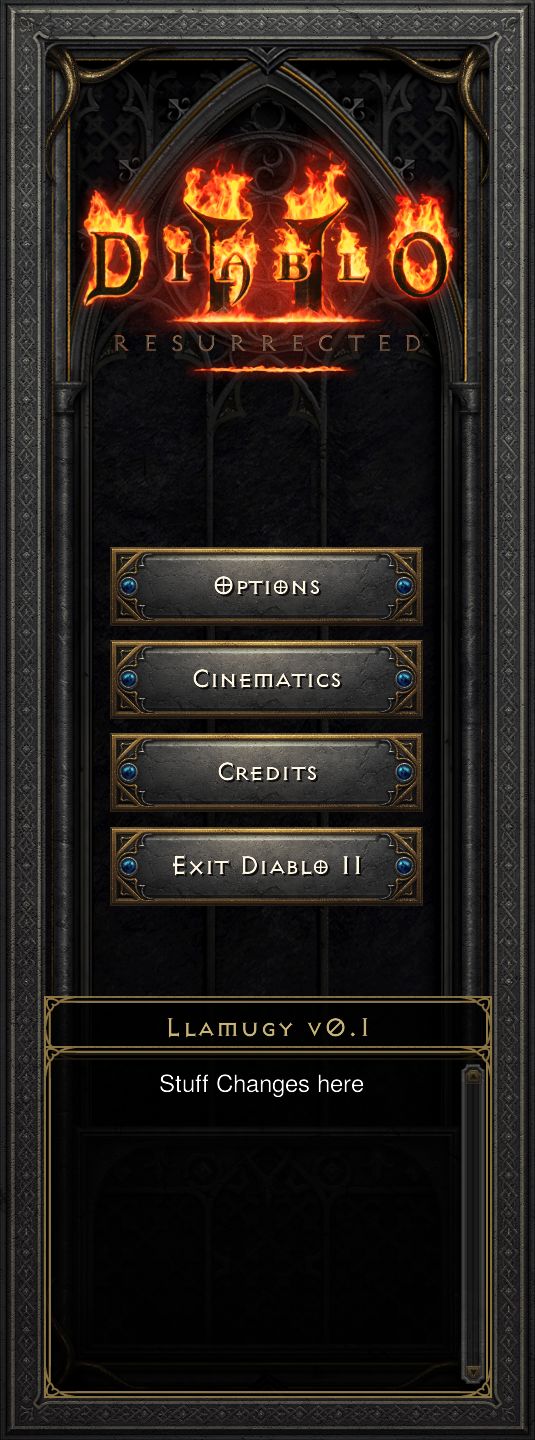 DIABLO II
RESURRECTED
Options
Cinematics
Credits
Exit Diablo II
Llamugy v0.1
Stuff Changes here